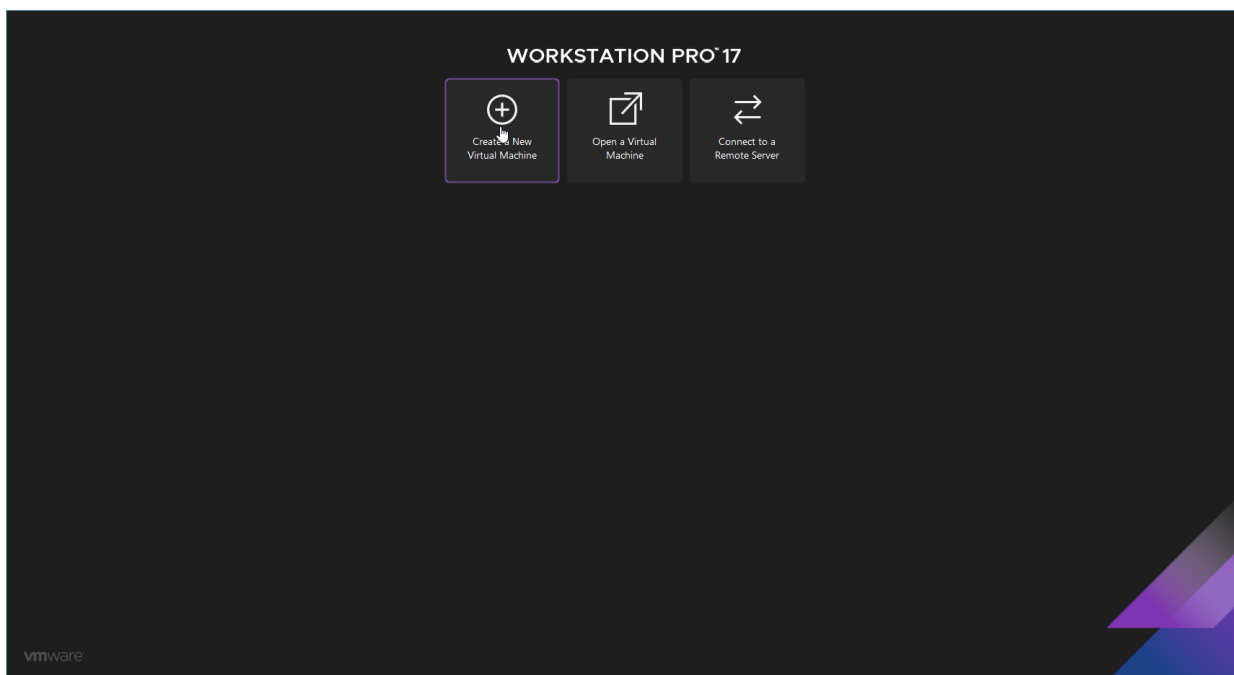 WORKSTATION PRO™ 17
Create a New
Virtual Machine
Open a Virtual
Machine
Connect to a
Remote Server
vmware